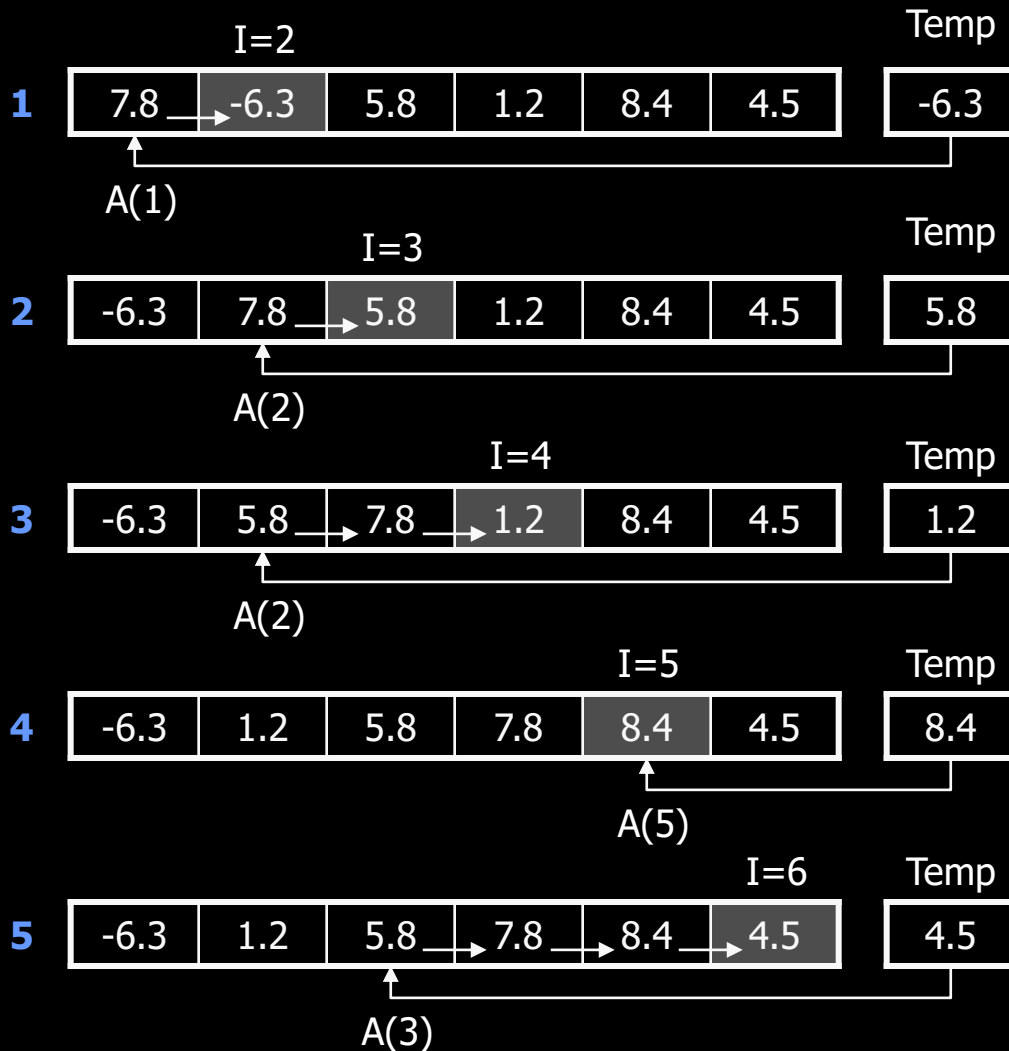 I=2 Temp
1 7.8 -6.3 5.8 1.2 8.4 4.5 -6.3
A(1)
I=3 Temp
2 -6.3 7.8 5.8 1.2 8.4 4.5 5.8
A(2)
I=4 Temp
3 -6.3 5.8 7.8 1.2 8.4 4.5 1.2
A(2)
I=5 Temp
4 -6.3 1.2 5.8 7.8 8.4 4.5 8.4
A(5)
I=6 Temp
5 -6.3 1.2 5.8 7.8 8.4 4.5 4.5
A(3)